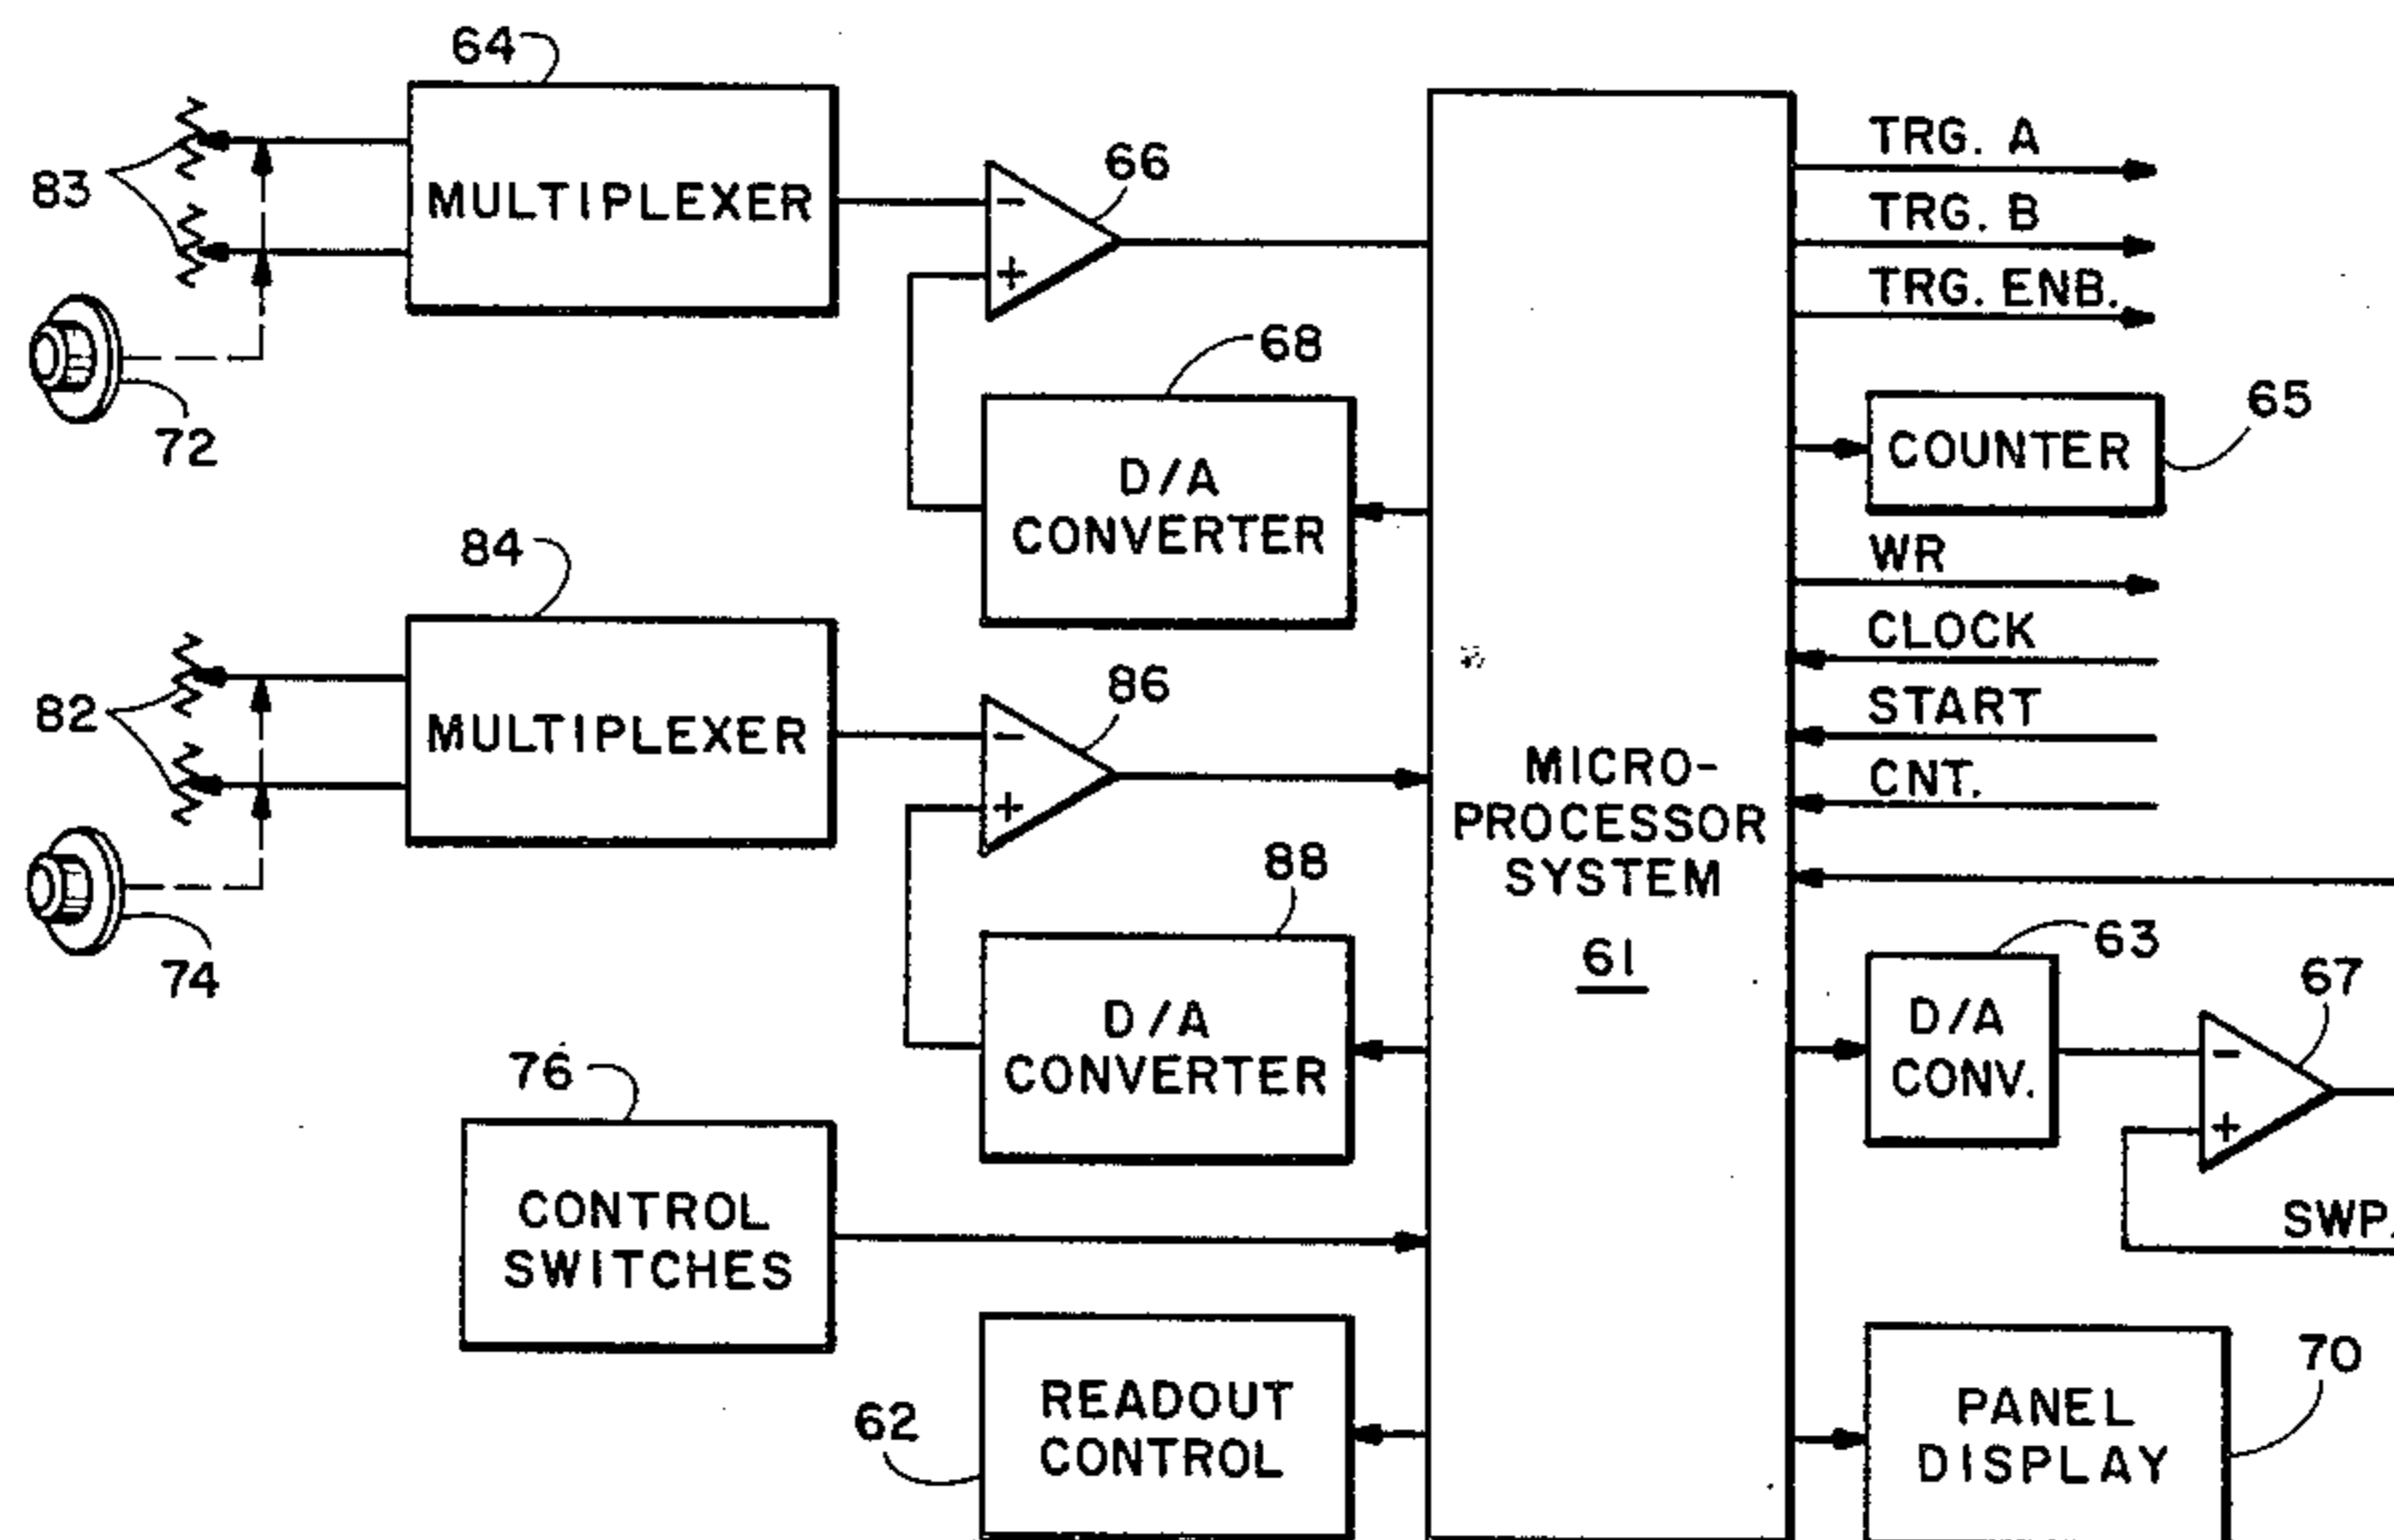 64
83
MULTIPLEXER
66
-
+
72
68
D/A
CONVERTER
84
82
MULTIPLEXER
86
-
+
74
88
D/A
CONVERTER
76
CONTROL
SWITCHES
62
READOUT
CONTROL
MICRO-
PROCESSOR
SYSTEM
61
TRG. A
TRG. B
TRG. ENB.
COUNTER
65
WR
CLOCK
START
CNT.
63
D/A
CONV.
67
-
+
SWP.
70
PANEL
DISPLAY